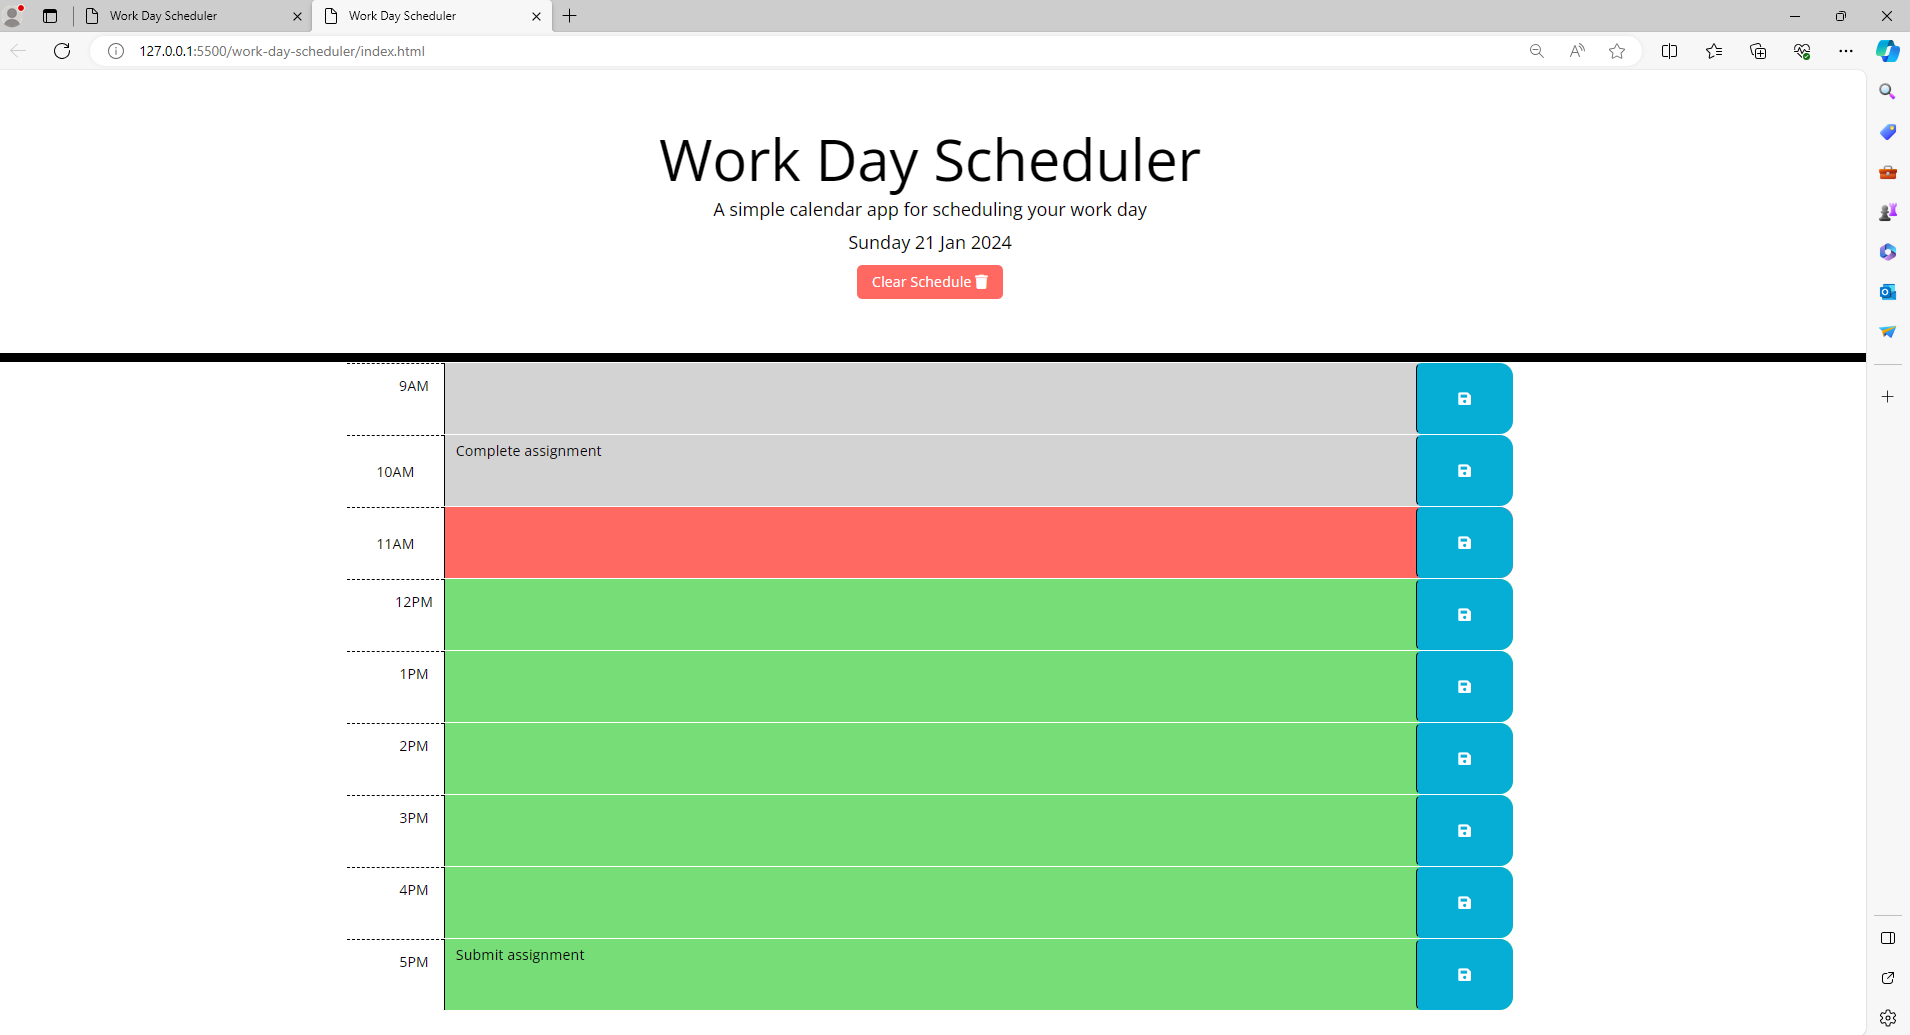 Work Day Scheduler
Work Day Scheduler
127.0.0.1:5500/work-day-scheduler/index.html
Work Day Scheduler
A simple calendar app for scheduling your work day
Sunday 21 Jan 2024
Clear Schedule
9AM
10AM Complete assignment
11AM
12PM
1PM
2PM
3PM
4PM
5PM Submit assignment